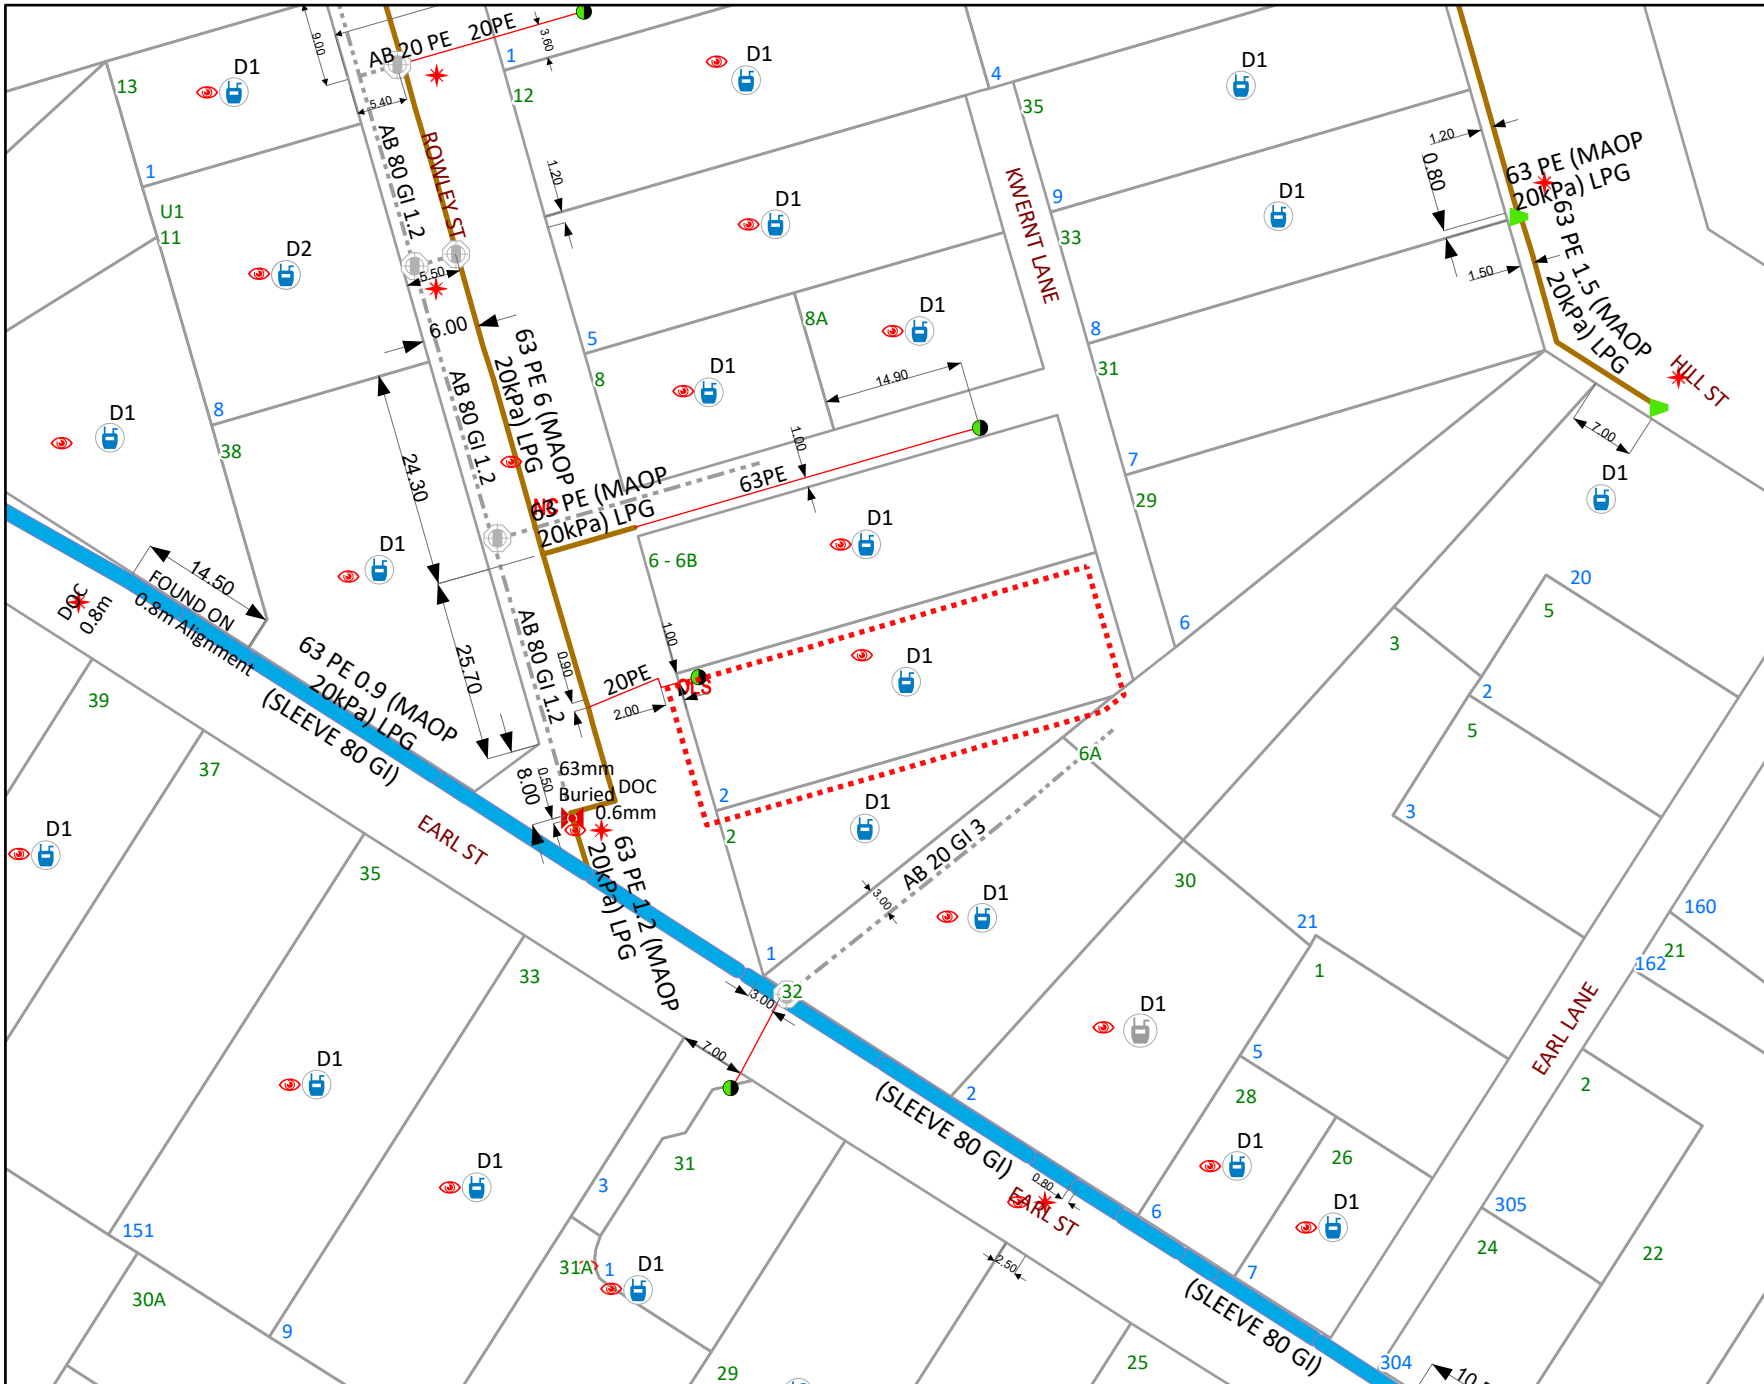 9.00
AB 20 PE
20PE
3.60
1
D1
D1
D1
4
13
12
35
5.40
AB 80 GI 1.2
ROWLEY ST
1.20
1.20
0.80
63 PE (MAOP
20kPa) LPG
1
U1
11
D2
D1
D1
9
33
KWERNT LANE
5.50
1.50
63 PE 1.5 (MAOP
20kPa) LPG
6.00
5
8A
D1
8
31
HILL ST
8
38
D1
8
D1
14.90
63 PE 6 (MAOP
20kPa) LPG
AB 80 GI 1.2
7.00
24.30
1.00
7
29
D1
63PE
63 PE (MAOP
20kPa) LPG
D1
D1
14.50
FOUND ON
0.8m Alignment
DOC
0.8m
6 - 6B
20
5
3
6
1.00
AB 80 GI 1.2
25.70
0.90
20PE
2.00
OLS
D1
63 PE 0.9 (MAOP
20kPa) LPG
(SLEEVE 80 GI)
39
37
2
5
6A
63mm
Buried
DOC
0.6mm
0.50
8.00
2
2
D1
3
D1
EARL ST
35
63 PE 1.2 (MAOP
20kPa) LPG
AB 20 GI 3
3.00
D1
30
21
160
21
162
1
33
1
32
3.00
D1
7.00
EARL LANE
5
28
2
2
D1
(SLEEVE 80 GI)
D1
31
3
D1
26
D1
0.80
EARL ST
6
305
24
22
151
30A
31A
1
D1
2.50
7
(SLEEVE 80 GI)
9
29
25
304